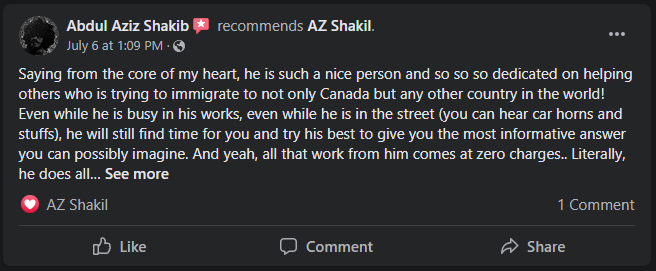 Abdul Aziz Shakib recommends AZ Shakil.
July 6 at 1:09 PM ·
Saying from the core of my heart, he is such a nice person and so so so dedicated on helping
others who is trying to immigrate to not only Canada but any other country in the world!
Even while he is busy in his works, even while he is in the street (you can hear car horns and
stuffs), he will still find time for you and try his best to give you the most informative answer
you can possibly imagine. And yeah, all that work from him comes at zero charges.. Literally,
he does all... See more
AZ Shakil 1 Comment
Like Comment Share